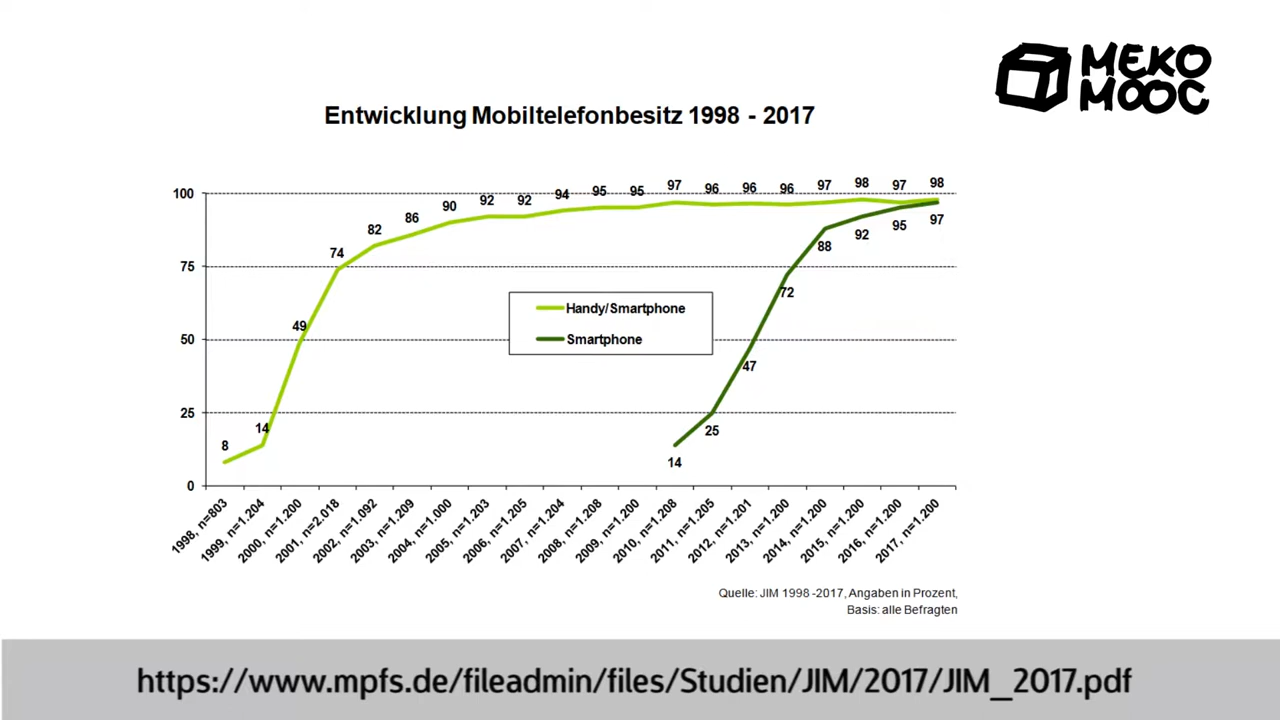 MEKO
MOOC
Entwicklung Mobiltelefonbesitz 1998 - 2017
100
75
50
25
0
8
14
49
74
82
86
90
92
92
94
95
95
97
96
96
96
97
98
97
98
14
25
47
72
88
92
95
97
Handy/Smartphone
Smartphone
1998, n=803
1999, n=1.204
2000, n=1.200
2001, n=2.018
2002, n=1.092
2003, n=1.209
2004, n=1.000
2005, n=1.203
2006, n=1.205
2007, n=1.204
2008, n=1.208
2009, n=1.200
2010, n=1.208
2011, n=1.205
2012, n=1.201
2013, n=1.200
2014, n=1.200
2015, n=1.200
2016, n=1.200
2017, n=1.200
Quelle: JIM 1998 -2017, Angaben in Prozent,
Basis: alle Befragten
https://www.mpfs.de/fileadmin/files/Studien/JIM/2017/JIM_2017.pdf